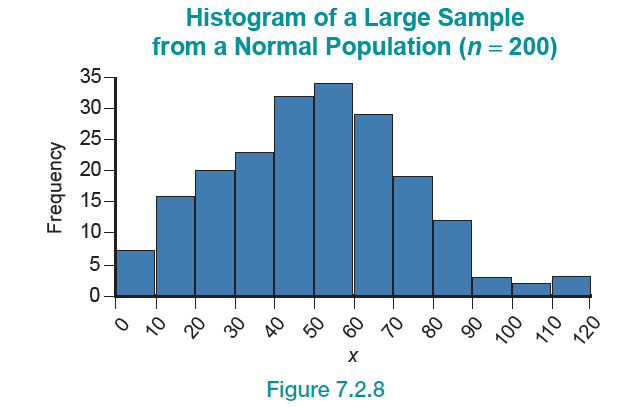 Histogram of a Large Sample
from a Normal Population (n = 200)
35
30
25
20
15
10
5
0
Frequency
0 10 20 30 40 50 60 70 80 90 100 110 120
x
Figure 7.2.8